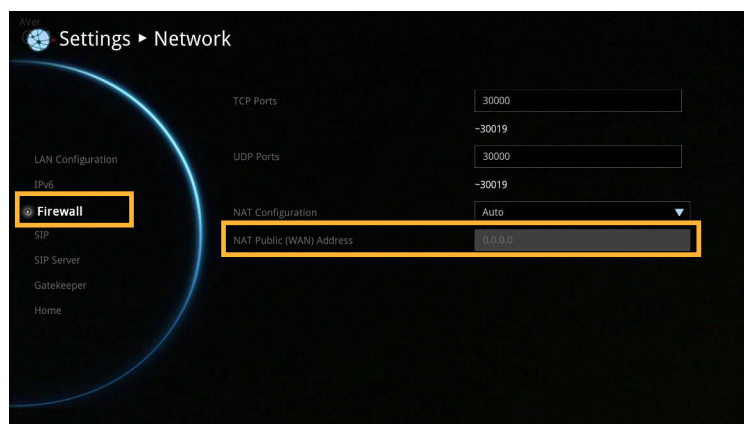 AVer
Settings ► Network
TCP Ports 30000
~30019
LAN Configuration
UDP Ports 30000
IPv6
~30019
Firewall
NAT Configuration Auto
SIP
NAT Public (WAN) Address 0.0.0.0
SIP Server
Gatekeeper
Home